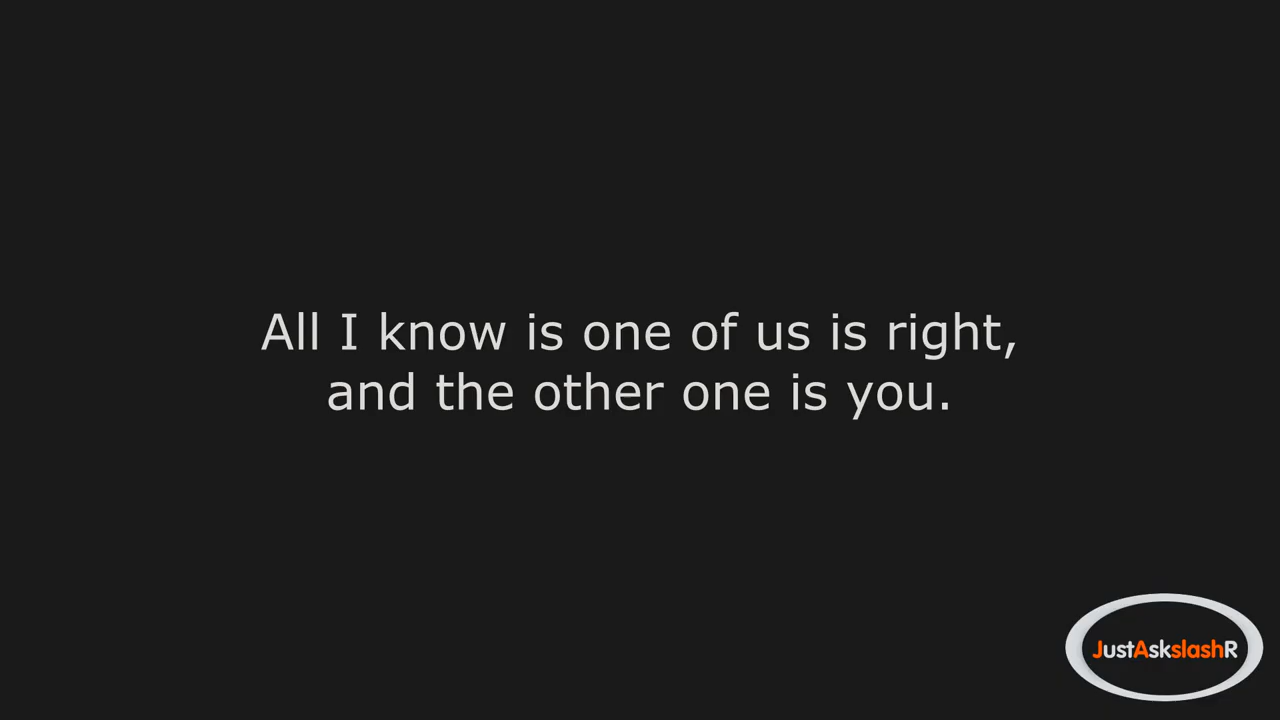 All I know is one of us is right,
and the other one is you.
JustAskslashR